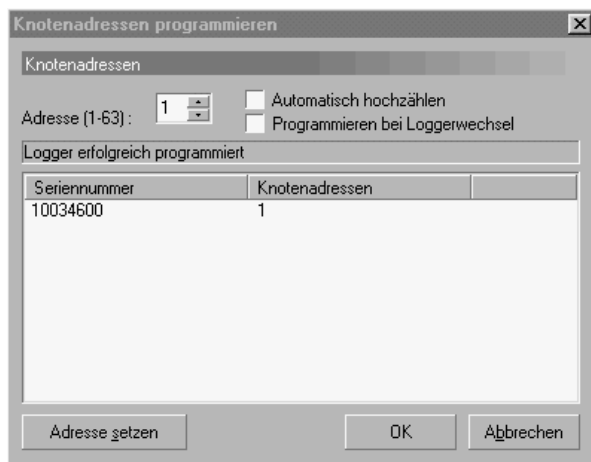 Knotenadressen programmieren
Knotenadressen
Adresse (1-63) : 1
Automatisch hochzählen
Programmieren bei Loggerwechsel
Logger erfolgreich programmiert
Seriennummer Knotenadressen
10034600 1
Adresse setzen OK Abbrechen